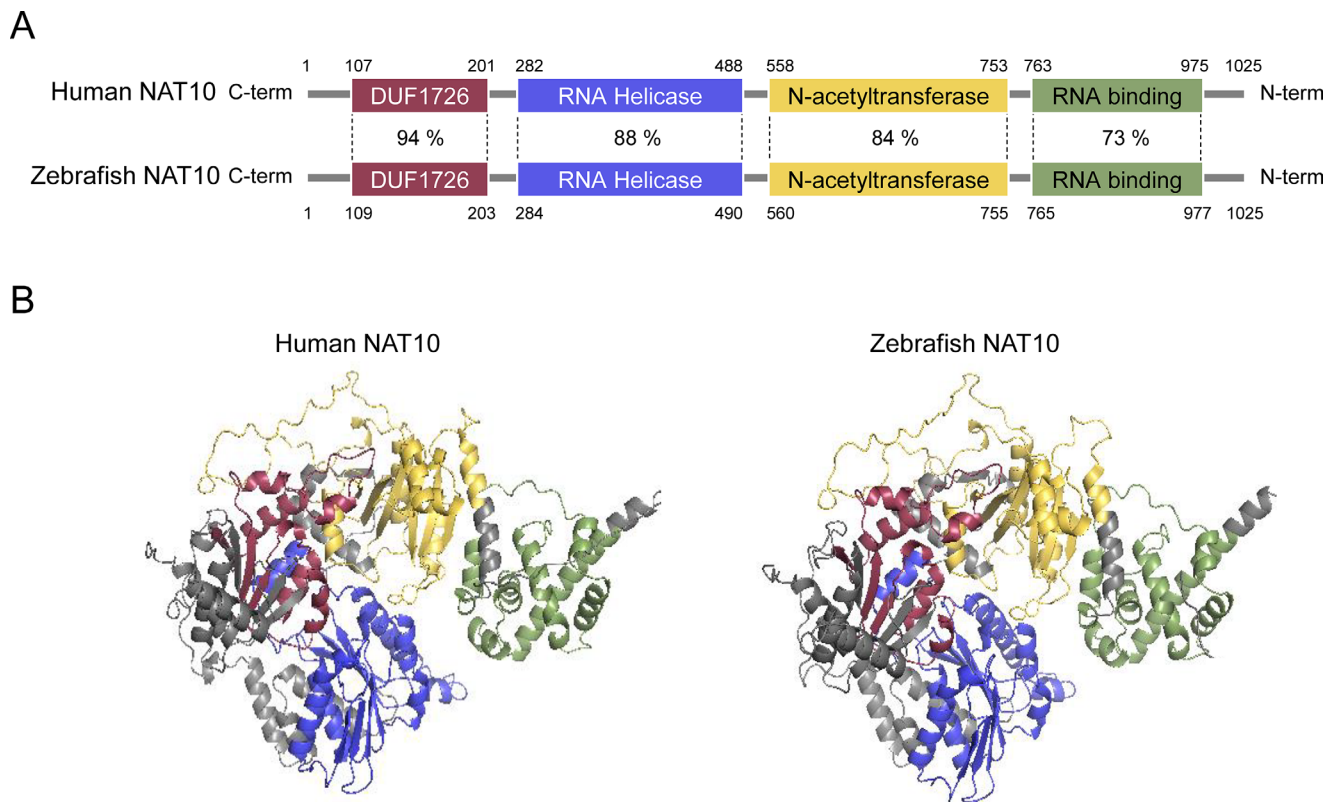 A
1 107 201 282 488 558 753 763 975 1025
Human NAT10 C-term DUF1726 RNA Helicase N-acetyltransferase RNA binding N-term
94 % 88 % 84 % 73 %
Zebrafish NAT10 C-term DUF1726 RNA Helicase N-acetyltransferase RNA binding N-term
1 109 203 284 490 560 755 765 977 1025
B
Human NAT10 Zebrafish NAT10